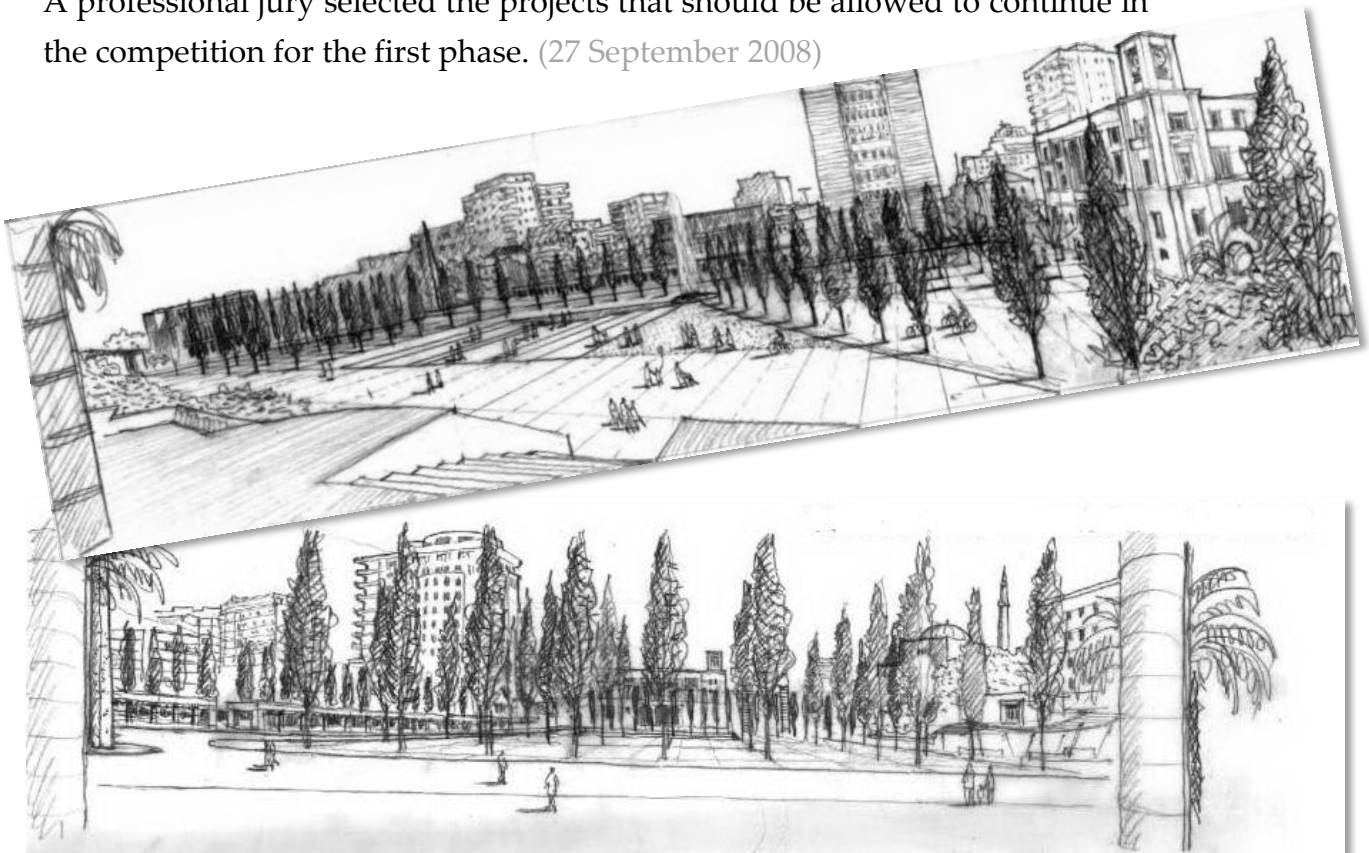 A professional jury selected the projects that should be allowed to continue in
the competition for the first phase. (27 September 2008)